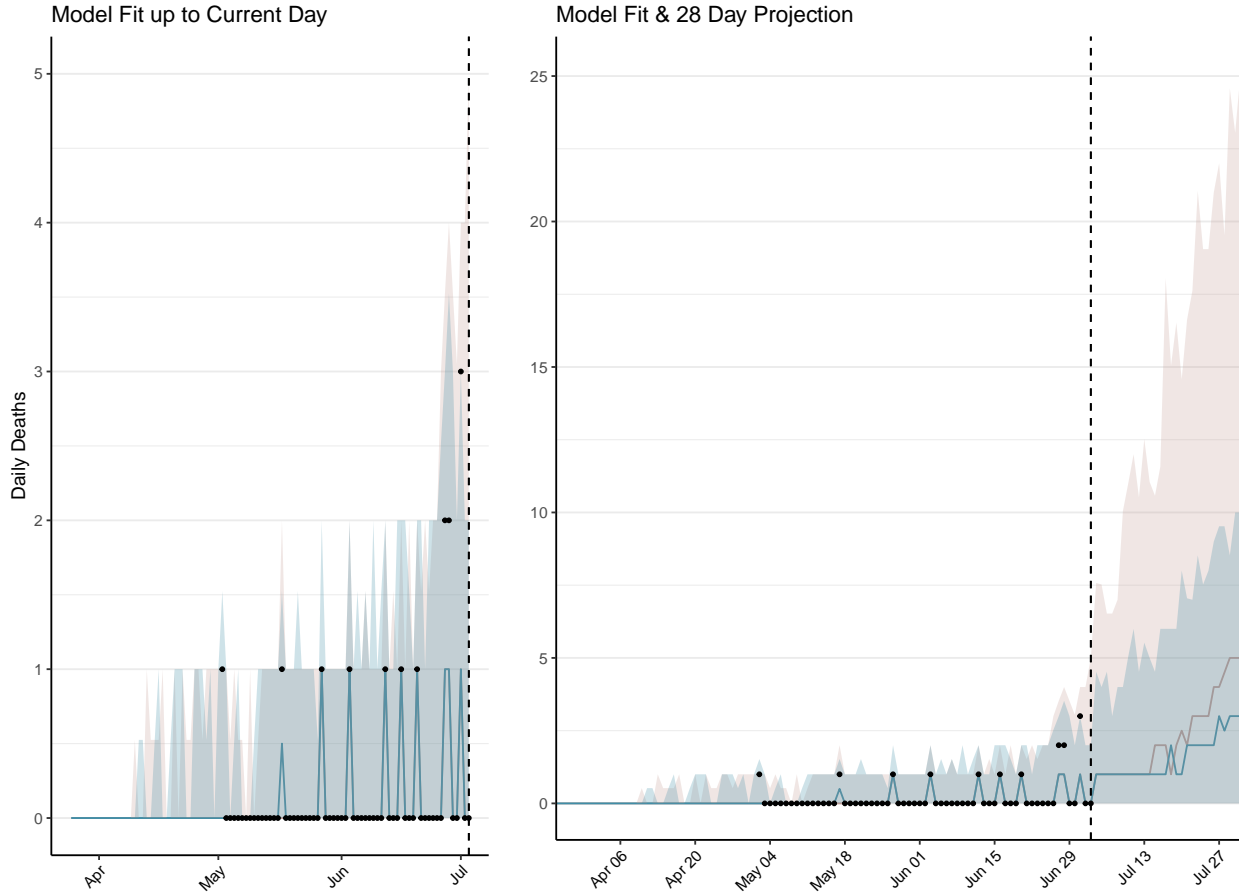 Model Fit up to Current Day
Daily Deaths
5
4
3
2
1
0
Apr
May
Jun
Jul
Model Fit & 28 Day Projection
25
20
15
10
5
0
Apr 06
Apr 20
May 04
May 18
Jun 01
Jun 15
Jun 29
Jul 13
Jul 27